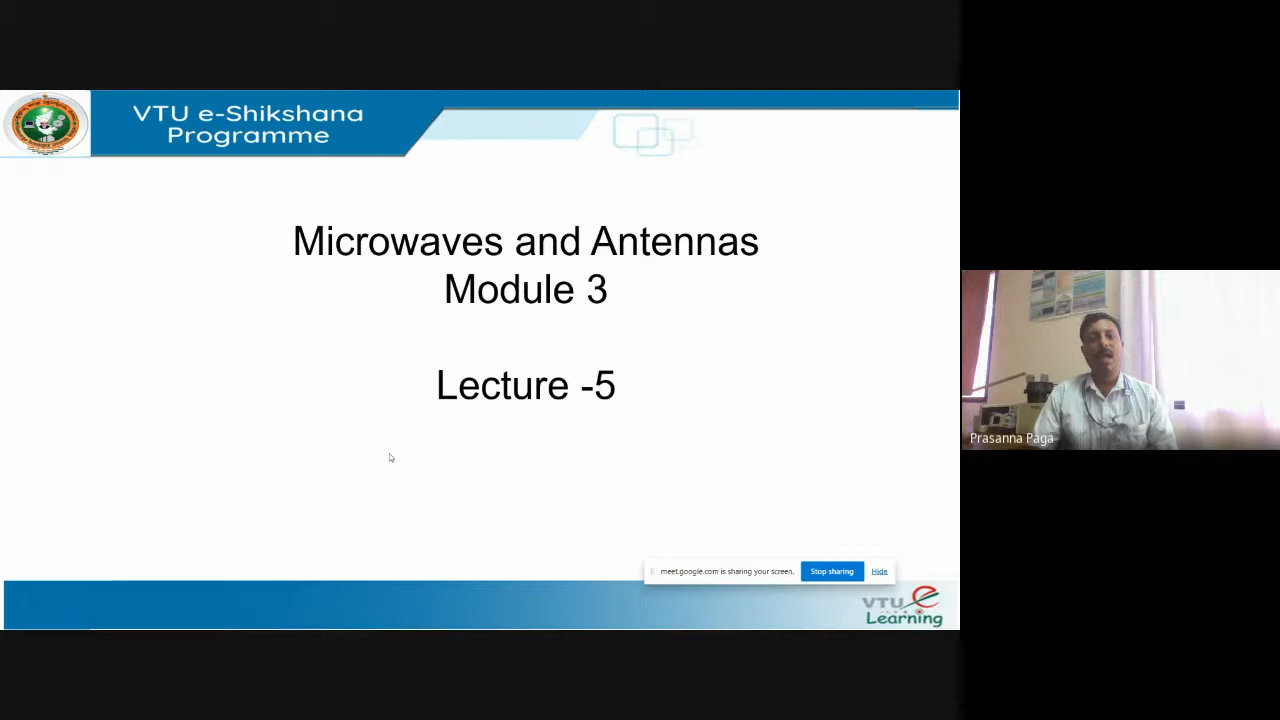 VTU e-Shikshana
Programme
Microwaves and Antennas
Module 3
Lecture -5
Prasanna Paga
meet.google.com is sharing your screen.
Stop sharing
Hide
VTU e
Learning